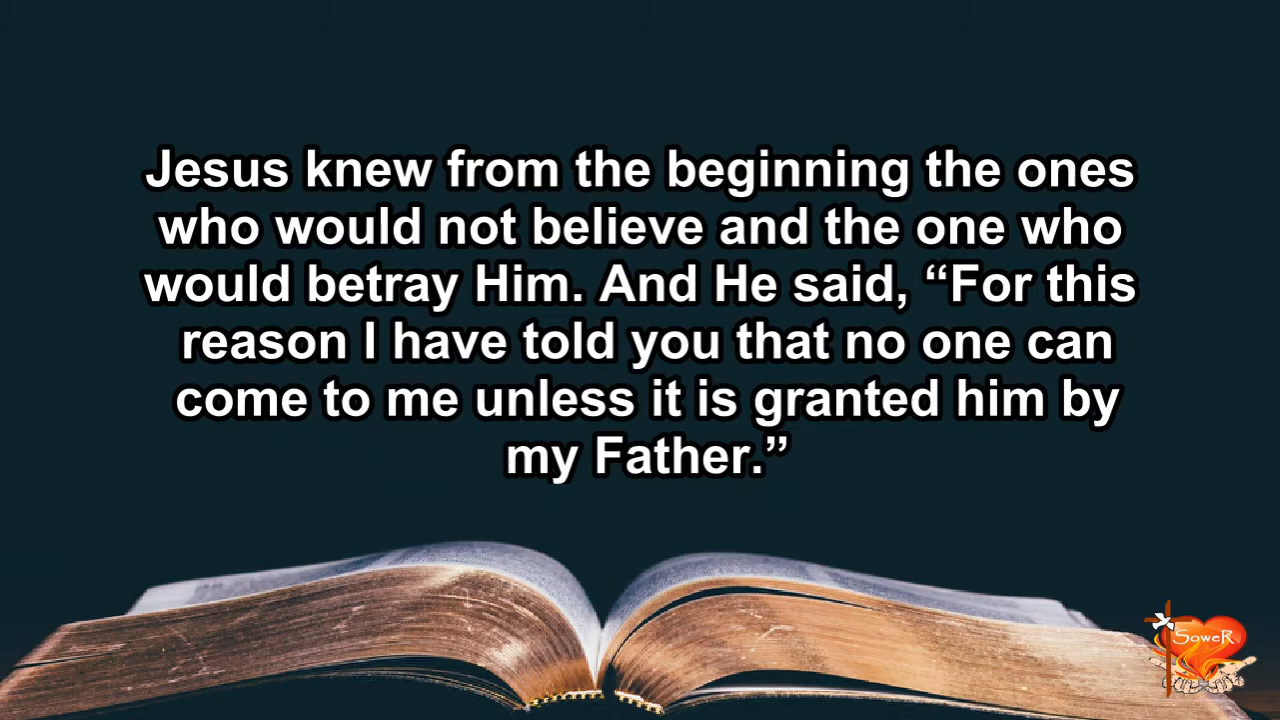 Jesus knew from the beginning the ones
who would not believe and the one who
would betray Him. And He said, “For this
reason I have told you that no one can
come to me unless it is granted him by
my Father.”
SoweR